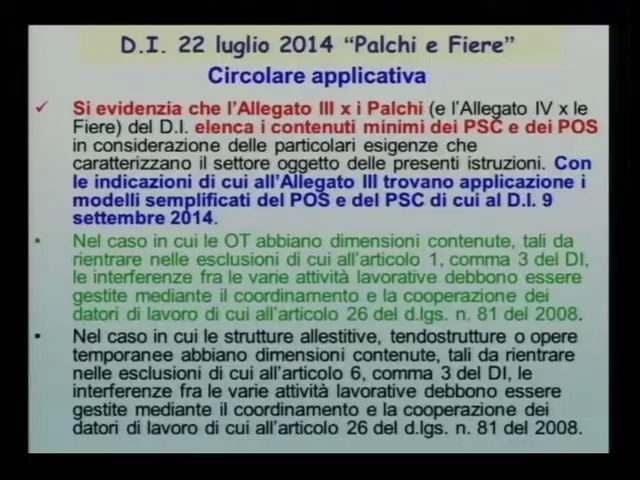 D.I. 22 luglio 2014 “Palchi e Fiere”
Circolare applicativa
✓ Si evidenzia che l’Allegato III x i Palchi (e l’Allegato IV x le
Fiere) del D.I. elenca i contenuti minimi dei PSC e dei POS
in considerazione delle particolari esigenze che
caratterizzano il settore oggetto delle presenti istruzioni. Con
le indicazioni di cui all’Allegato III trovano applicazione i
modelli semplificati del POS e del PSC di cui al D.I. 9
settembre 2014.
• Nel caso in cui le OT abbiano dimensioni contenute, tali da
rientrare nelle esclusioni di cui all’articolo 1, comma 3 del DI,
le interferenze fra le varie attività lavorative debbono essere
gestite mediante il coordinamento e la cooperazione dei
datori di lavoro di cui all’articolo 26 del d.lgs. n. 81 del 2008.
• Nel caso in cui le strutture allestitive, tendostrutture o opere
temporanee abbiano dimensioni contenute, tali da rientrare
nelle esclusioni di cui all’articolo 6, comma 3 del DI, le
interferenze fra le varie attività lavorative debbono essere
gestite mediante il coordinamento e la cooperazione dei
datori di lavoro di cui all’articolo 26 del d.lgs. n. 81 del 2008.